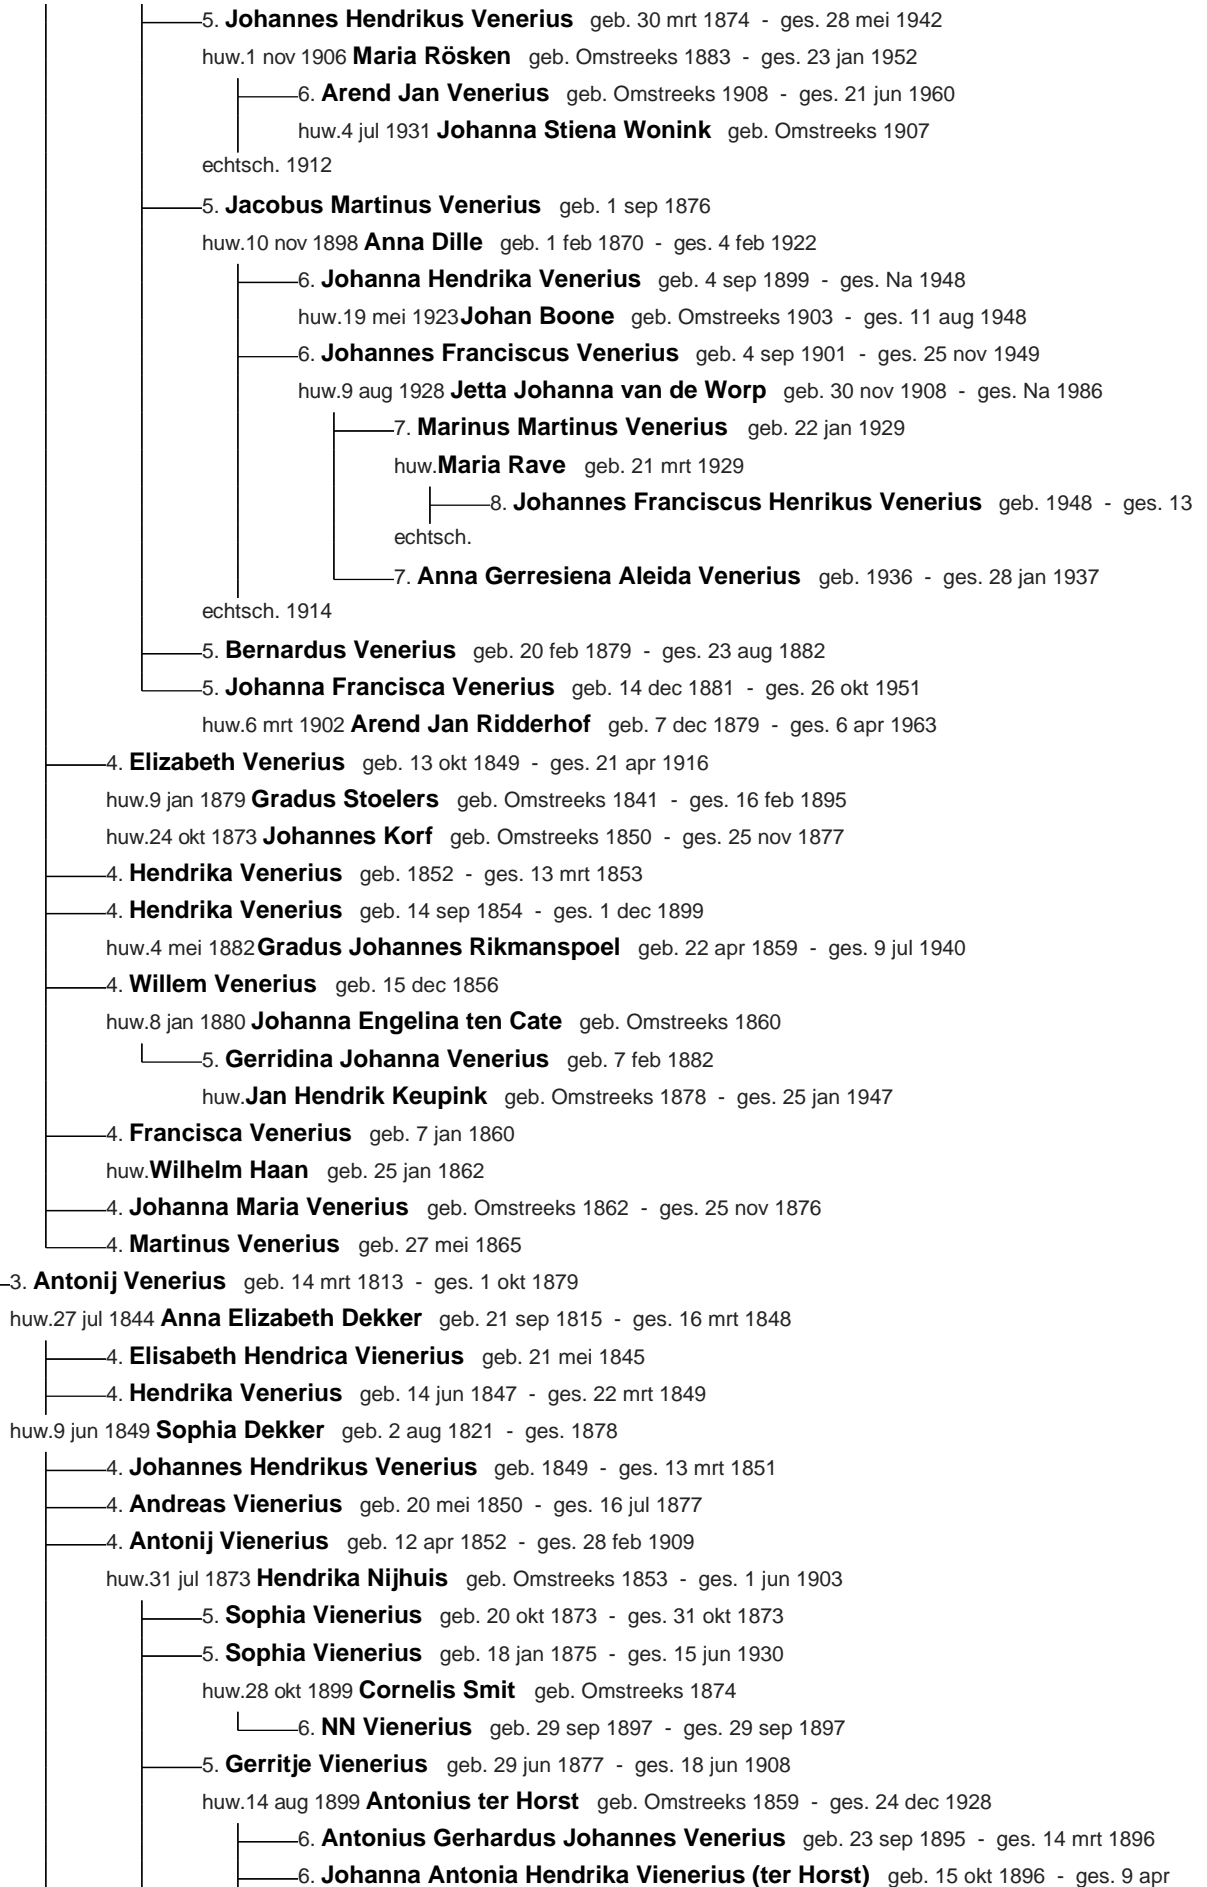 5. Johannes Hendrikus Venerius geb. 30 mrt 1874 - ges. 28 mei 1942
huw.1 nov 1906 Maria Rösken geb. Omstreeks 1883 - ges. 23 jan 1952
6. Arend Jan Venerius geb. Omstreeks 1908 - ges. 21 jun 1960
huw.4 jul 1931 Johanna Stiena Wonink geb. Omstreeks 1907
echtsch. 1912
5. Jacobus Martinus Venerius geb. 1 sep 1876
huw.10 nov 1898 Anna Dille geb. 1 feb 1870 - ges. 4 feb 1922
6. Johanna Hendrika Venerius geb. 4 sep 1899 - ges. Na 1948
huw.19 mei 1923Johan Boone geb. Omstreeks 1903 - ges. 11 aug 1948
6. Johannes Franciscus Venerius geb. 4 sep 1901 - ges. 25 nov 1949
huw.9 aug 1928 Jetta Johanna van de Worp geb. 30 nov 1908 - ges. Na 1986
7. Marinus Martinus Venerius geb. 22 jan 1929
huw.Maria Rave geb. 21 mrt 1929
8. Johannes Franciscus Henrikus Venerius geb. 1948 - ges. 13
echtsch.
7. Anna Gerresiena Aleida Venerius geb. 1936 - ges. 28 jan 1937
echtsch. 1914
5. Bernardus Venerius geb. 20 feb 1879 - ges. 23 aug 1882
5. Johanna Francisca Venerius geb. 14 dec 1881 - ges. 26 okt 1951
huw.6 mrt 1902 Arend Jan Ridderhof geb. 7 dec 1879 - ges. 6 apr 1963
4. Elizabeth Venerius geb. 13 okt 1849 - ges. 21 apr 1916
huw.9 jan 1879 Gradus Stoelers geb. Omstreeks 1841 - ges. 16 feb 1895
huw.24 okt 1873 Johannes Korf geb. Omstreeks 1850 - ges. 25 nov 1877
4. Hendrika Venerius geb. 1852 - ges. 13 mrt 1853
4. Hendrika Venerius geb. 14 sep 1854 - ges. 1 dec 1899
huw.4 mei 1882Gradus Johannes Rikmanspoel geb. 22 apr 1859 - ges. 9 jul 1940
4. Willem Venerius geb. 15 dec 1856
huw.8 jan 1880 Johanna Engelina ten Cate geb. Omstreeks 1860
5. Gerridina Johanna Venerius geb. 7 feb 1882
huw.Jan Hendrik Keupink geb. Omstreeks 1878 - ges. 25 jan 1947
4. Francisca Venerius geb. 7 jan 1860
huw.Wilhelm Haan geb. 25 jan 1862
4. Johanna Maria Venerius geb. Omstreeks 1862 - ges. 25 nov 1876
4. Martinus Venerius geb. 27 mei 1865
3. Antonij Venerius geb. 14 mrt 1813 - ges. 1 okt 1879
huw.27 jul 1844 Anna Elizabeth Dekker geb. 21 sep 1815 - ges. 16 mrt 1848
4. Elisabeth Hendrica Vienerius geb. 21 mei 1845
4. Hendrika Venerius geb. 14 jun 1847 - ges. 22 mrt 1849
huw.9 jun 1849 Sophia Dekker geb. 2 aug 1821 - ges. 1878
4. Johannes Hendrikus Venerius geb. 1849 - ges. 13 mrt 1851
4. Andreas Vienerius geb. 20 mei 1850 - ges. 16 jul 1877
4. Antonij Vienerius geb. 12 apr 1852 - ges. 28 feb 1909
huw.31 jul 1873 Hendrika Nijhuis geb. Omstreeks 1853 - ges. 1 jun 1903
5. Sophia Vienerius geb. 20 okt 1873 - ges. 31 okt 1873
5. Sophia Vienerius geb. 18 jan 1875 - ges. 15 jun 1930
huw.28 okt 1899 Cornelis Smit geb. Omstreeks 1874
6. NN Vienerius geb. 29 sep 1897 - ges. 29 sep 1897
5. Gerritje Vienerius geb. 29 jun 1877 - ges. 18 jun 1908
huw.14 aug 1899 Antonius ter Horst geb. Omstreeks 1859 - ges. 24 dec 1928
6. Antonius Gerhardus Johannes Venerius geb. 23 sep 1895 - ges. 14 mrt 1896
6. Johanna Antonia Hendrika Vienerius (ter Horst) geb. 15 okt 1896 - ges. 9 apr